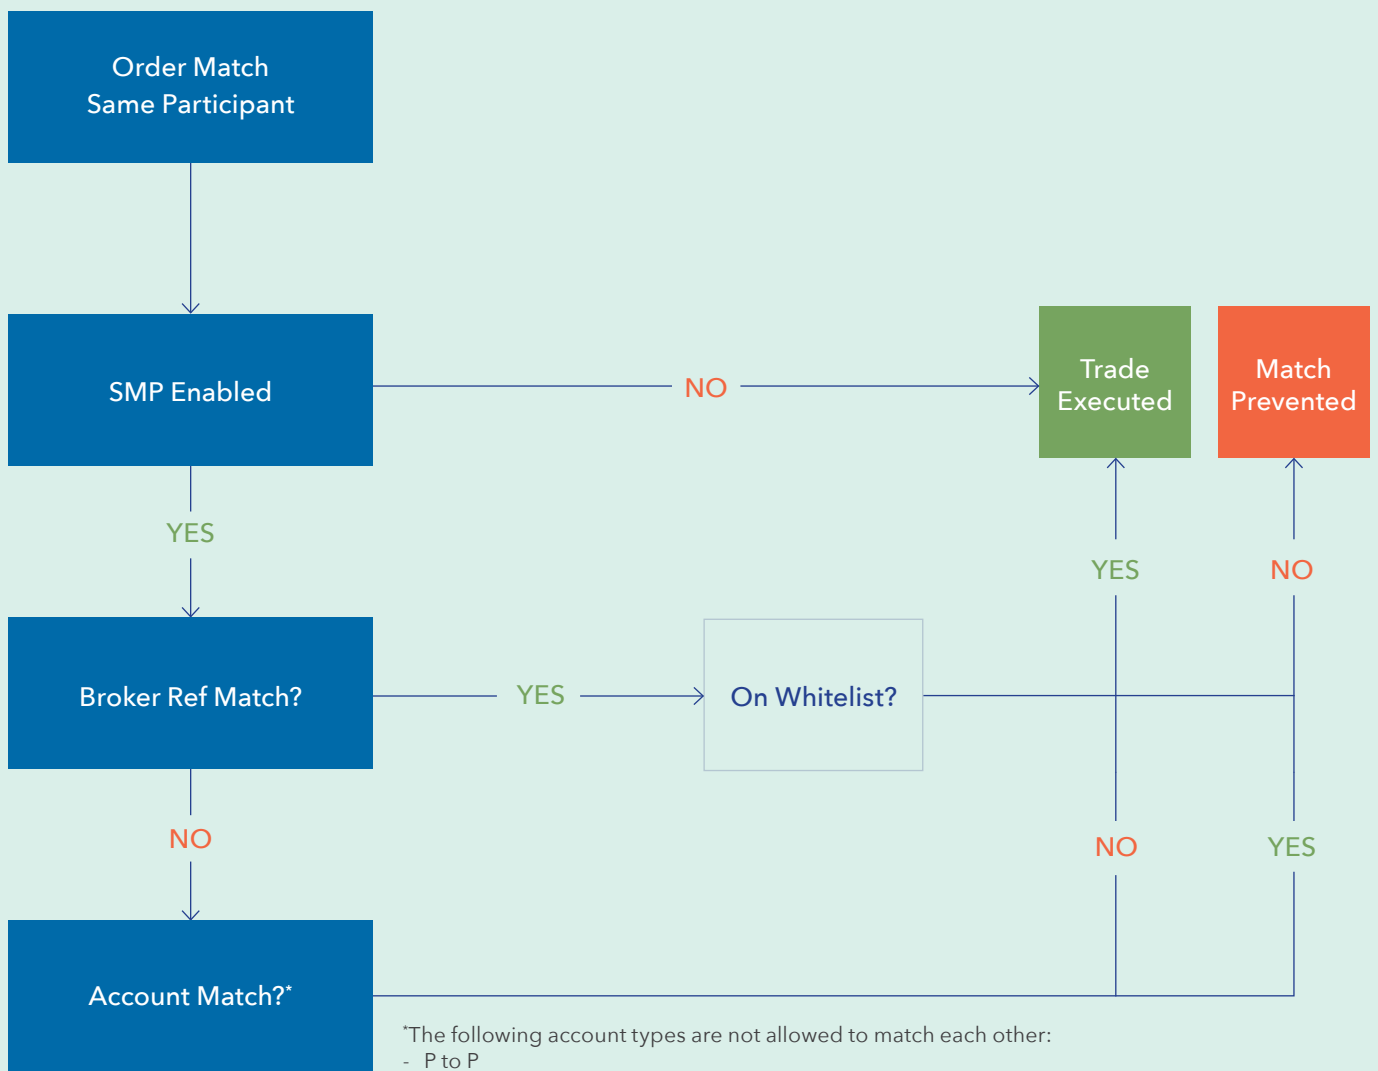 Order Match
Same Participant
SMP Enabled
NO
Trade
Executed
Match
Prevented
YES
YES
NO
Broker Ref Match?
YES
On Whitelist?
NO
NO
YES
Account Match?*
*The following account types are not allowed to match each other:
- P to P